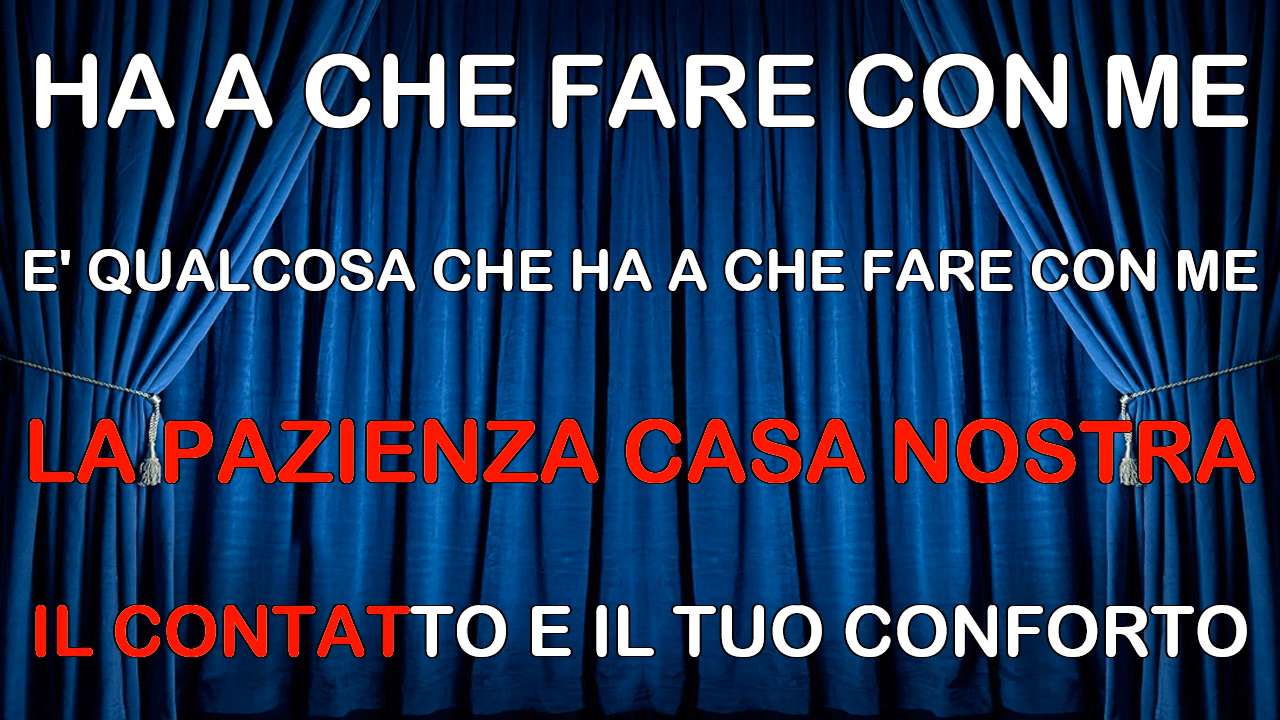 HA A CHE FARE CON ME
E' QUALCOSA CHE HA A CHE FARE CON ME
LA PAZIENZA CASA NOSTRA
IL CONTATTO E IL TUO CONFORTO